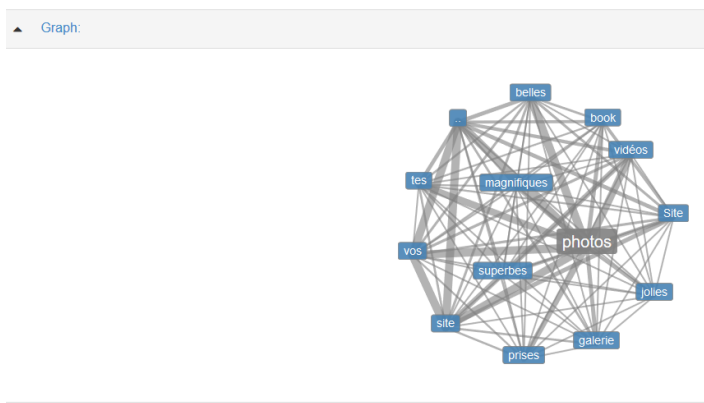 Graph:
belles
..
book
vidéos
tes
magnifiques
Site
photos
vos
superbes
jolies
site
galerie
prises